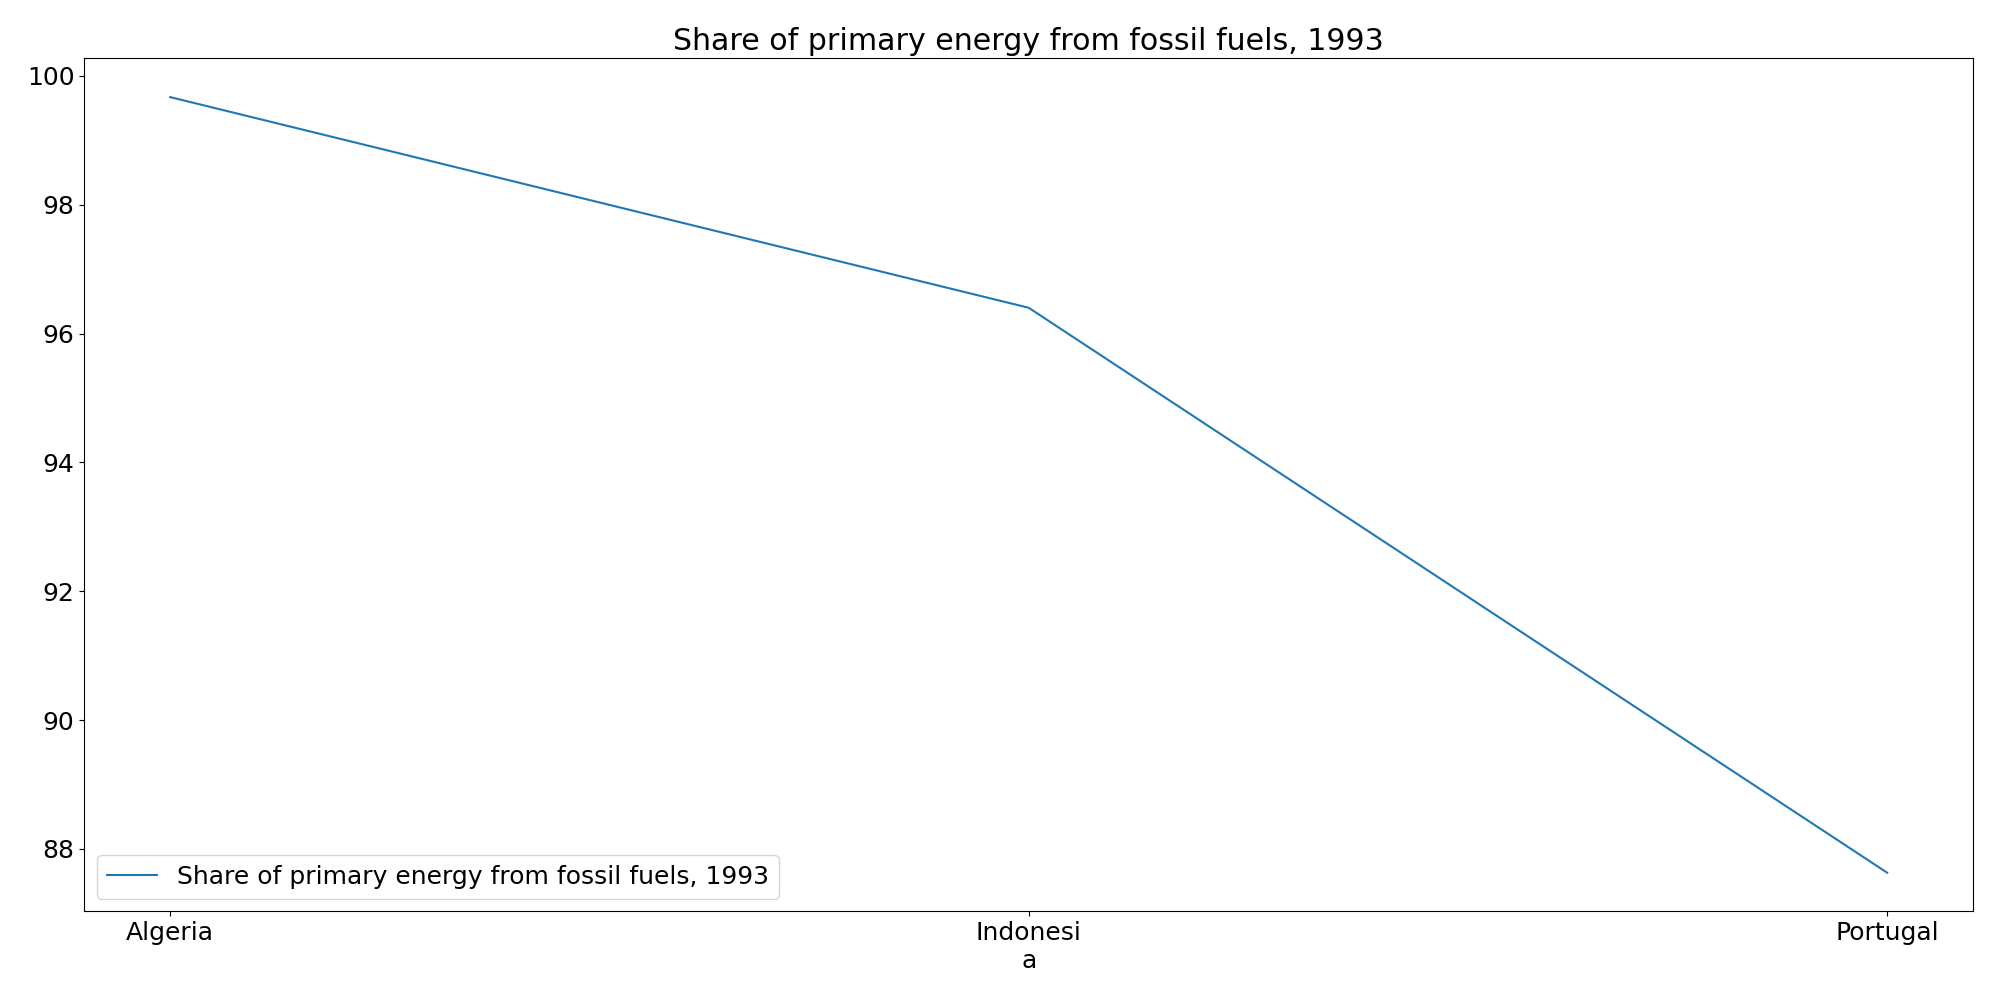 Share of primary energy from fossil fuels, 1993
100
98
96
94
92
90
88
Share of primary energy from fossil fuels, 1993
Algeria
Indonesi
a
Portugal